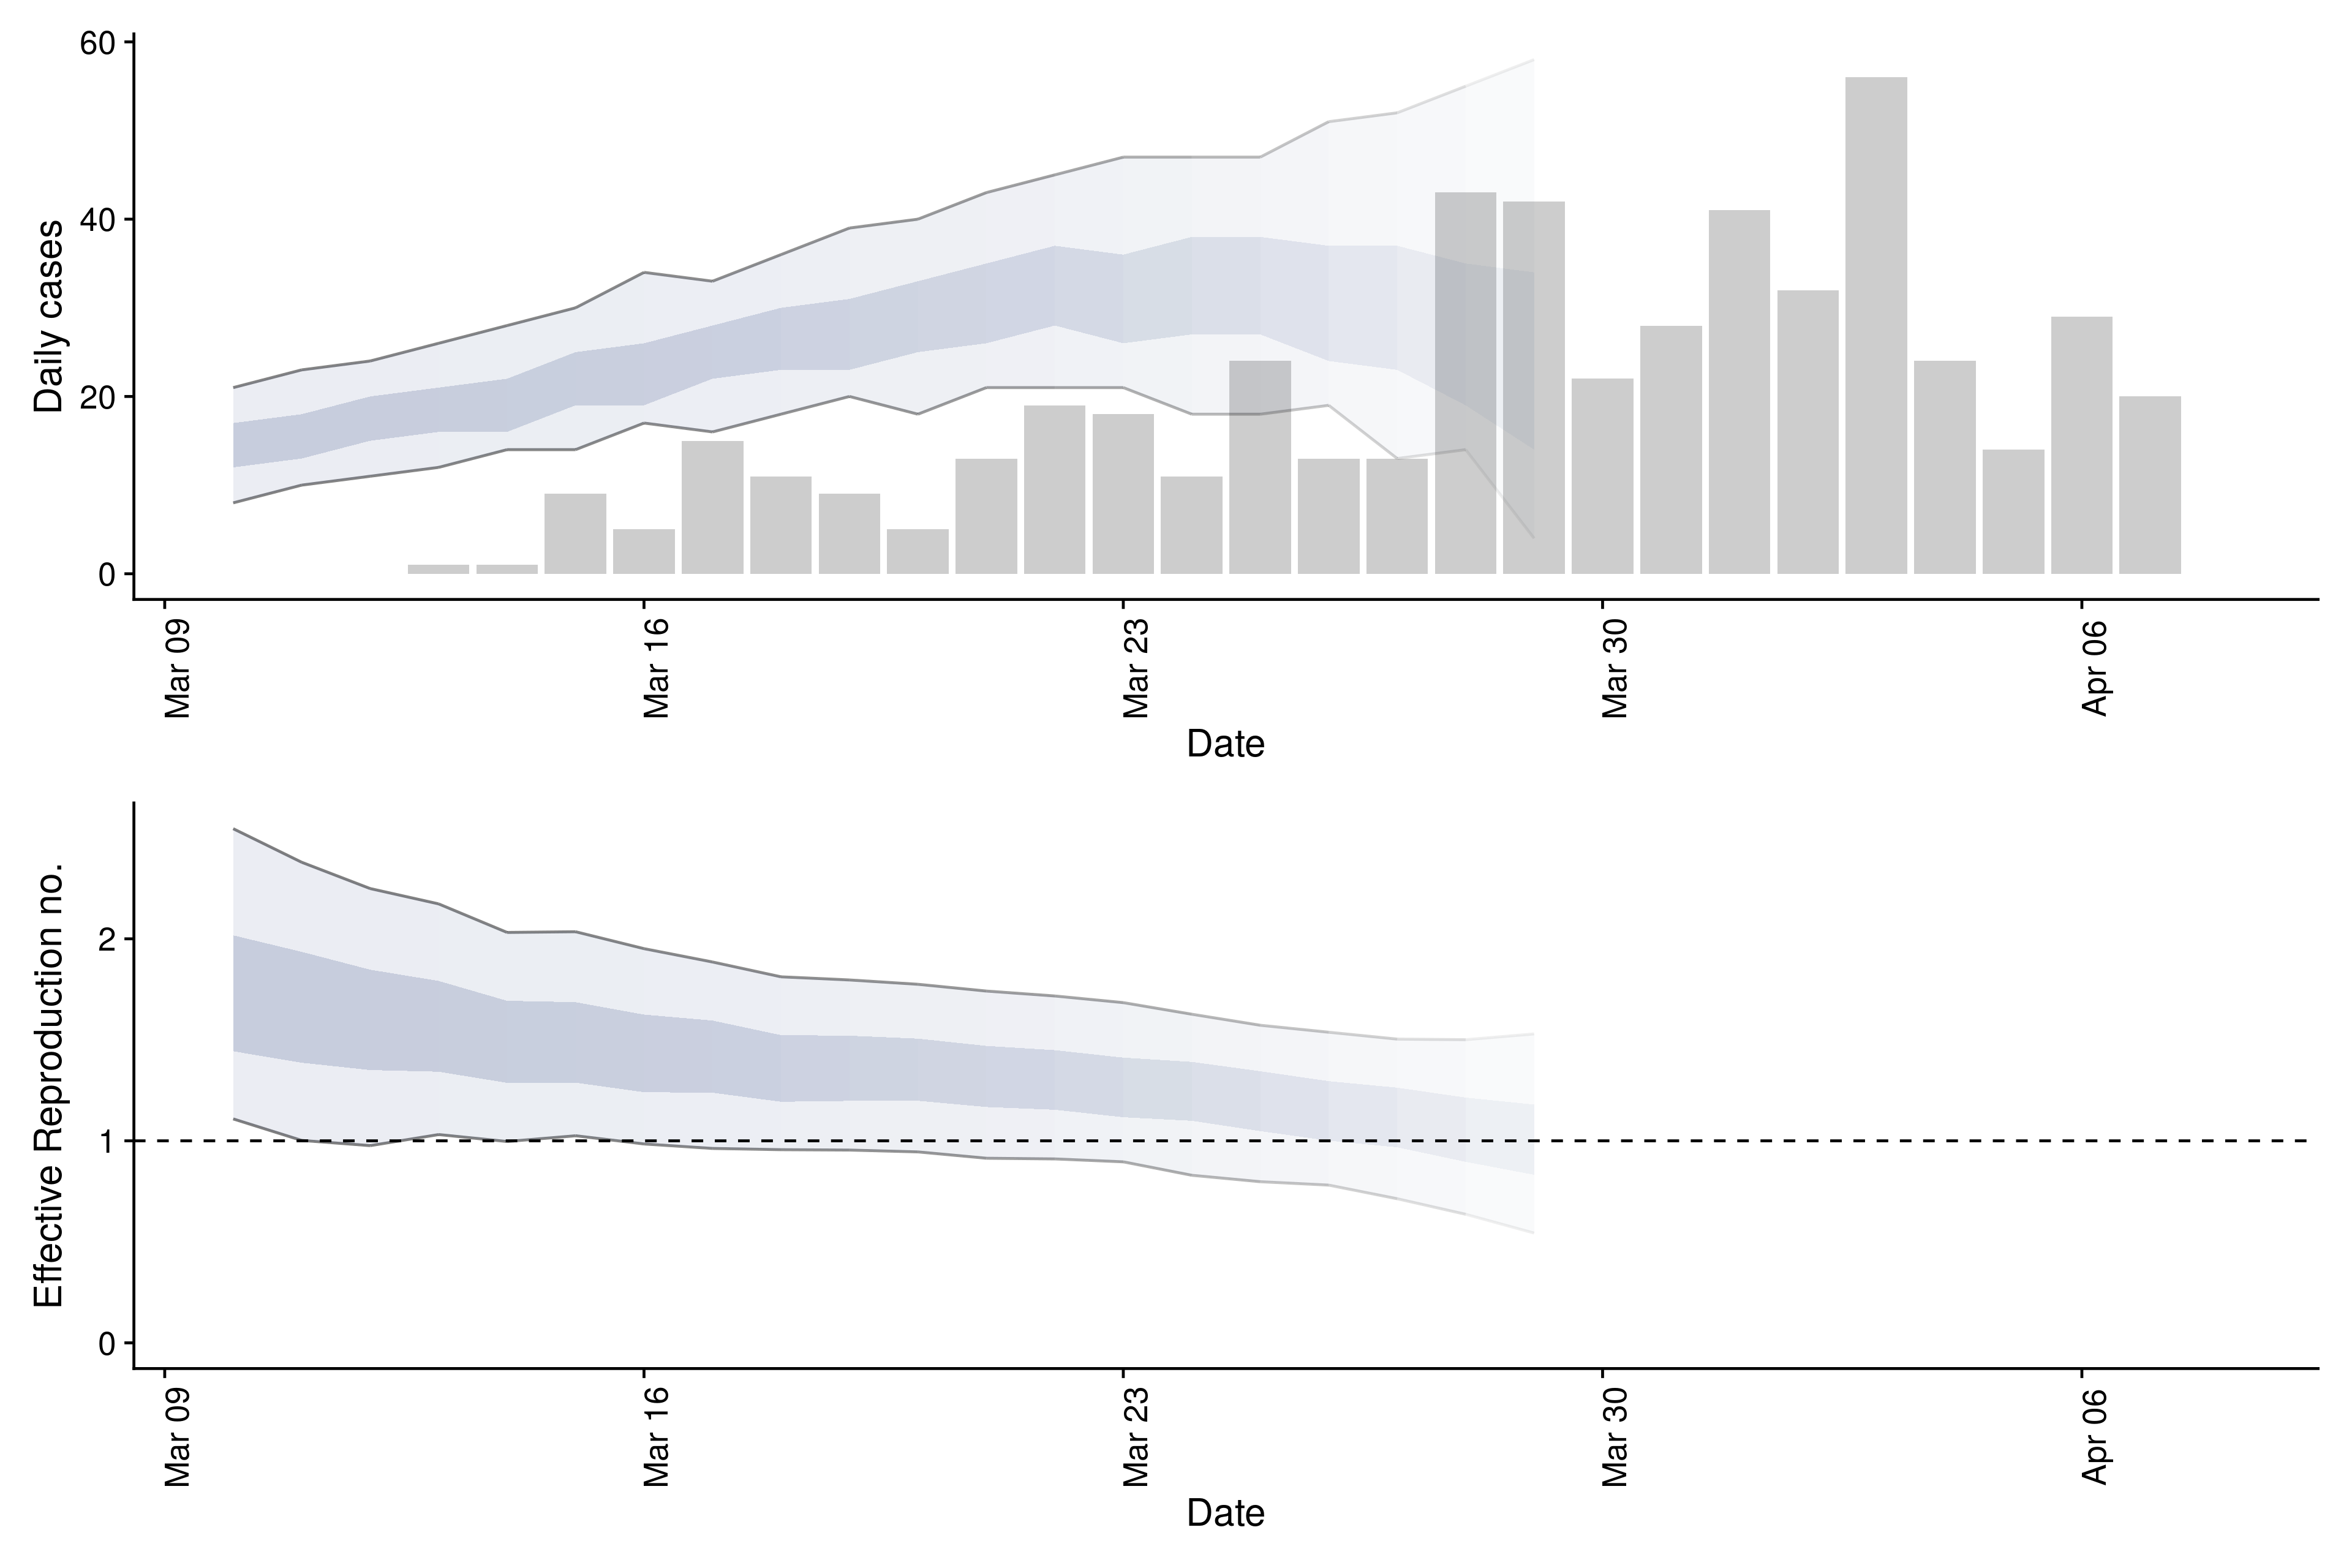 Daily cases
60
40
20
0
Mar 09
Mar 16
Mar 23
Mar 30
Apr 06
Date
Effective Reproduction no.
2
1
0
Mar 09
Mar 16
Mar 23
Mar 30
Apr 06
Date